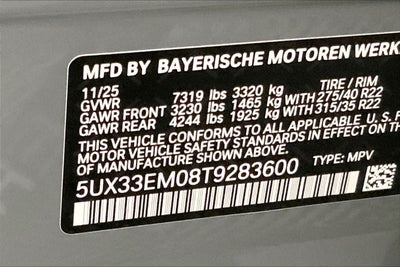 MFD BY BAYERISCHE MOTOREN WERK
11/25 TIRE / RIM
GVWR 7319 lbs 3320 kg
GAWR FRONT 3230 lbs 1465 kg WITH 275/40 R22
GAWR REAR 4244 lbs 1925 kg WITH 315/35 R22
THIS VEHICLE CONFORMS TO ALL APPLICABLE U. S. F
MOTOR VEHICLE SAFETY STANDARDS IN EFFECT ON TH
OF MANUFACTURE SHOWN ABOVE.
5UX33EM08T9283600 TYPE: MPV